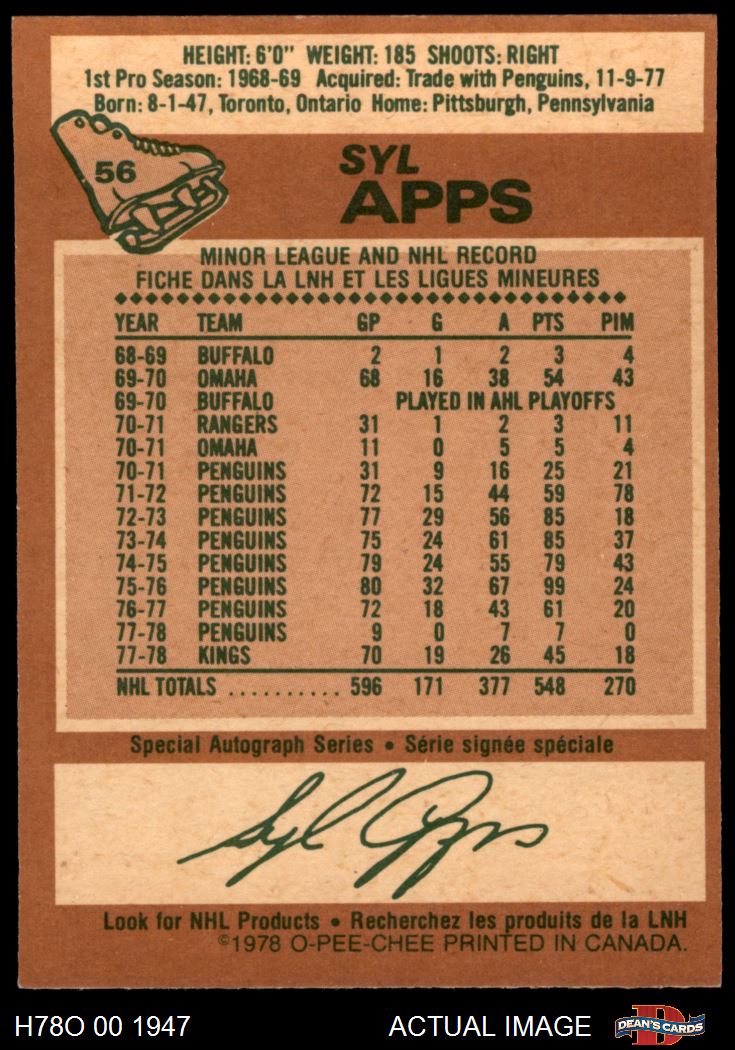 HEIGHT: 6'0" WEIGHT: 185 SHOOTS: RIGHT
1st Pro Season: 1968-69 Acquired: Trade with Penguins, 11-9-77
Born: 8-1-47, Toronto, Ontario Home: Pittsburgh, Pennsylvania
56
SYL
APPS
MINOR LEAGUE AND NHL RECORD
FICHE DANS LA LNH ET LES LIGUES MINEURES
YEAR TEAM GP G A PTS PIM
68-69 BUFFALO 2 1 2 3 4
69-70 OMAHA 68 16 38 54 43
69-70 BUFFALO PLAYED IN AHL PLAYOFFS
70-71 RANGERS 31 1 2 3 11
70-71 OMAHA 11 0 5 5 4
70-71 PENGUINS 31 9 16 25 21
71-72 PENGUINS 72 15 44 59 78
72-73 PENGUINS 77 29 56 85 18
73-74 PENGUINS 75 24 61 85 37
74-75 PENGUINS 79 24 55 79 43
75-76 PENGUINS 80 32 67 99 24
76-77 PENGUINS 72 18 43 61 20
77-78 PENGUINS 9 0 7 7 0
77-78 KINGS 70 19 26 45 18
NHL TOTALS .......... 596 171 377 548 270
Special Autograph Series • Série signée spéciale
Syl Apps
Look for NHL Products • Recherchez les produits de la LNH
©1978 O-PEE-CHEE PRINTED IN CANADA.
H78O 00 1947 ACTUAL IMAGE D DEAN'S CARDS